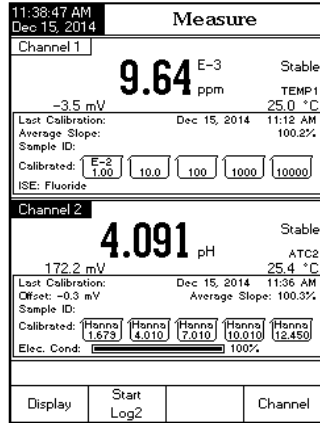 11:38:47 AM
Dec 15, 2014
Measure
Channel 1
9.64 E-3 ppm
Stable
TEMP1
-3.5 mV
25.0 °C
Last Calibration: Dec 15, 2014 11:12 AM
Average Slope: 100.2%
Sample ID:
Calibrated: E-2 1.00 10.0 100 1000 10000
ISE: Fluoride
Channel 2
4.091 pH
Stable
ATC2
172.2 mV
25.4 °C
Last Calibration: Dec 15, 2014 11:36 AM
Offset: -0.3 mV Average Slope: 100.3%
Sample ID:
Calibrated: Hanna 1.679 Hanna 4.010 Hanna 7.010 Hanna 10.010 Hanna 12.450
Elec. Cond: 100%
Display
Start Log2
Channel